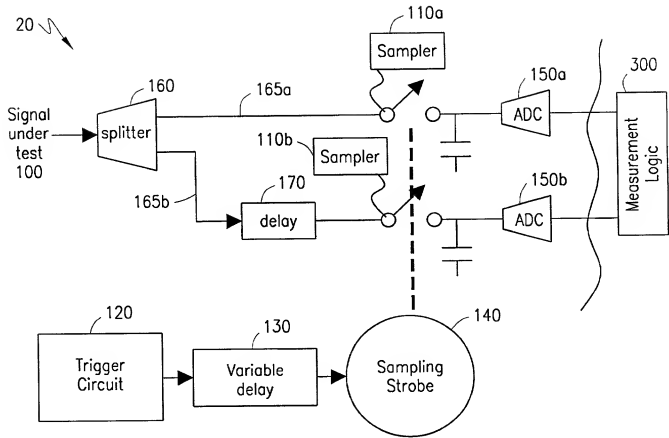 20
110a
Sampler
160
165a
150a
300
Signal
under
test 100
splitter
ADC
110b
Sampler
Measurement
Logic
165b
170
delay
150b
ADC
120
130
140
Trigger
Circuit
Variable
delay
Sampling
Strobe